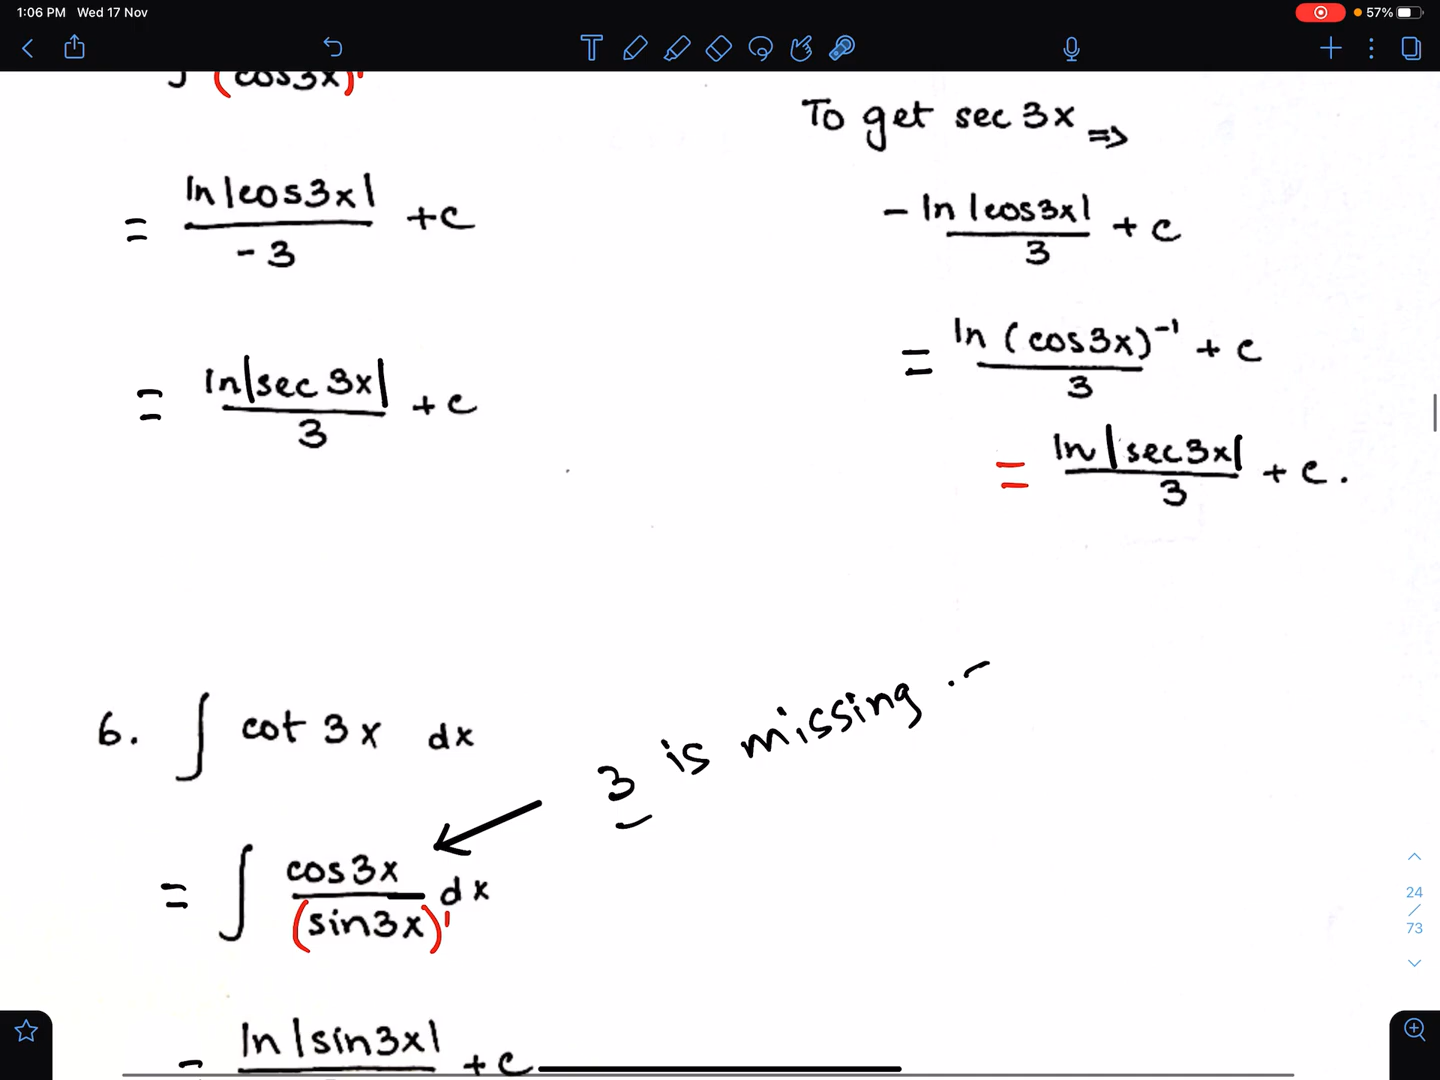 1:06 PM Wed 17 Nov
57%
∫ (cos3x)¹
To get sec 3x ⇒
= ln|cos3x| / -3 + c
- ln|cos3x| / 3 + c
= ln (cos3x)⁻¹ / 3 + c
= ln|sec 3x| / 3 + c
= ln|sec3x| / 3 + c.
6. ∫ cot 3x dx
3 is missing ..
= ∫ cos3x / (sin3x)¹ dx
= ln|sin3x| + c
24
/
73